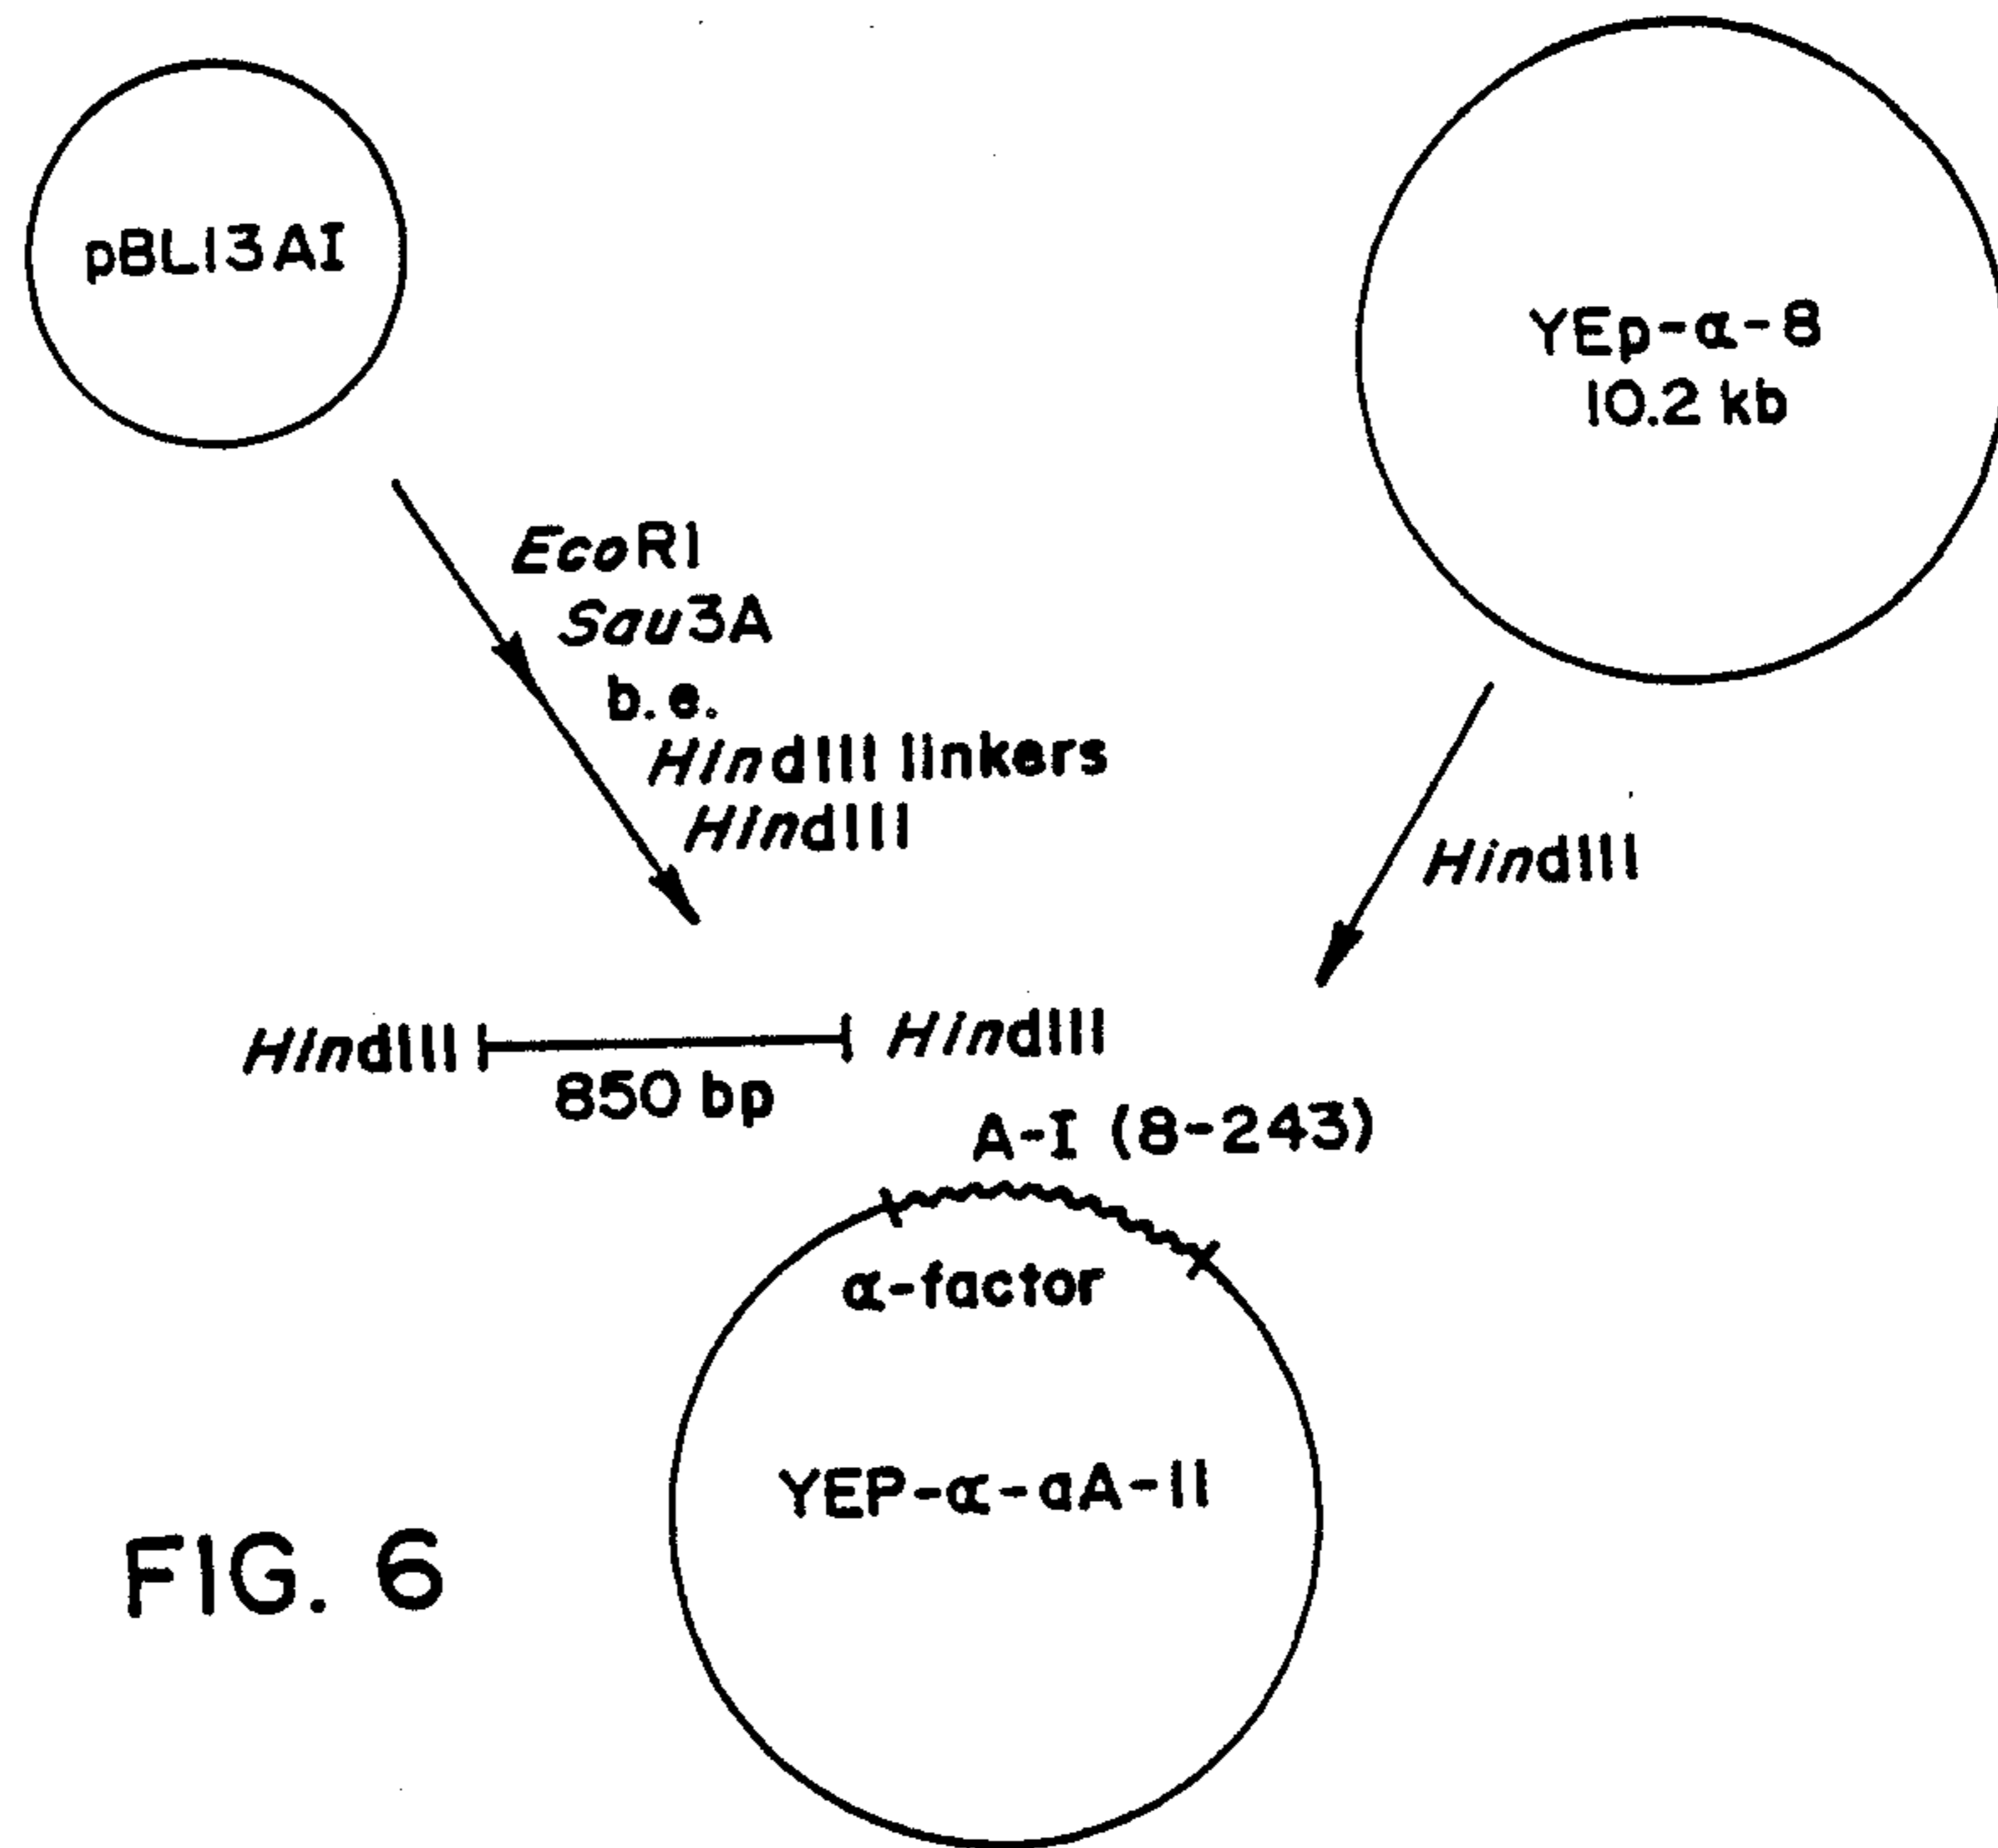 pBL13AI
YEp-α-8
10.2 kb
EcoR1
Sau3A
b.e.
HindIII linkers
HindIII
HindIII
HindIII
HindIII
850 bp
A-I (8-243)
α-factor
YEP-α-aA-11
FIG. 6